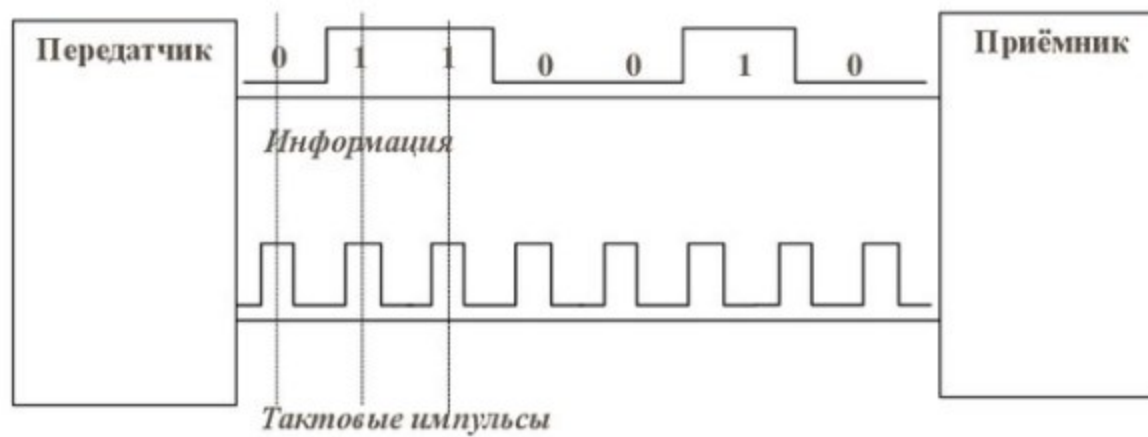 Передатчик
0 1 1 0 0 1 0
Приёмник
Информация
Тактовые импульсы